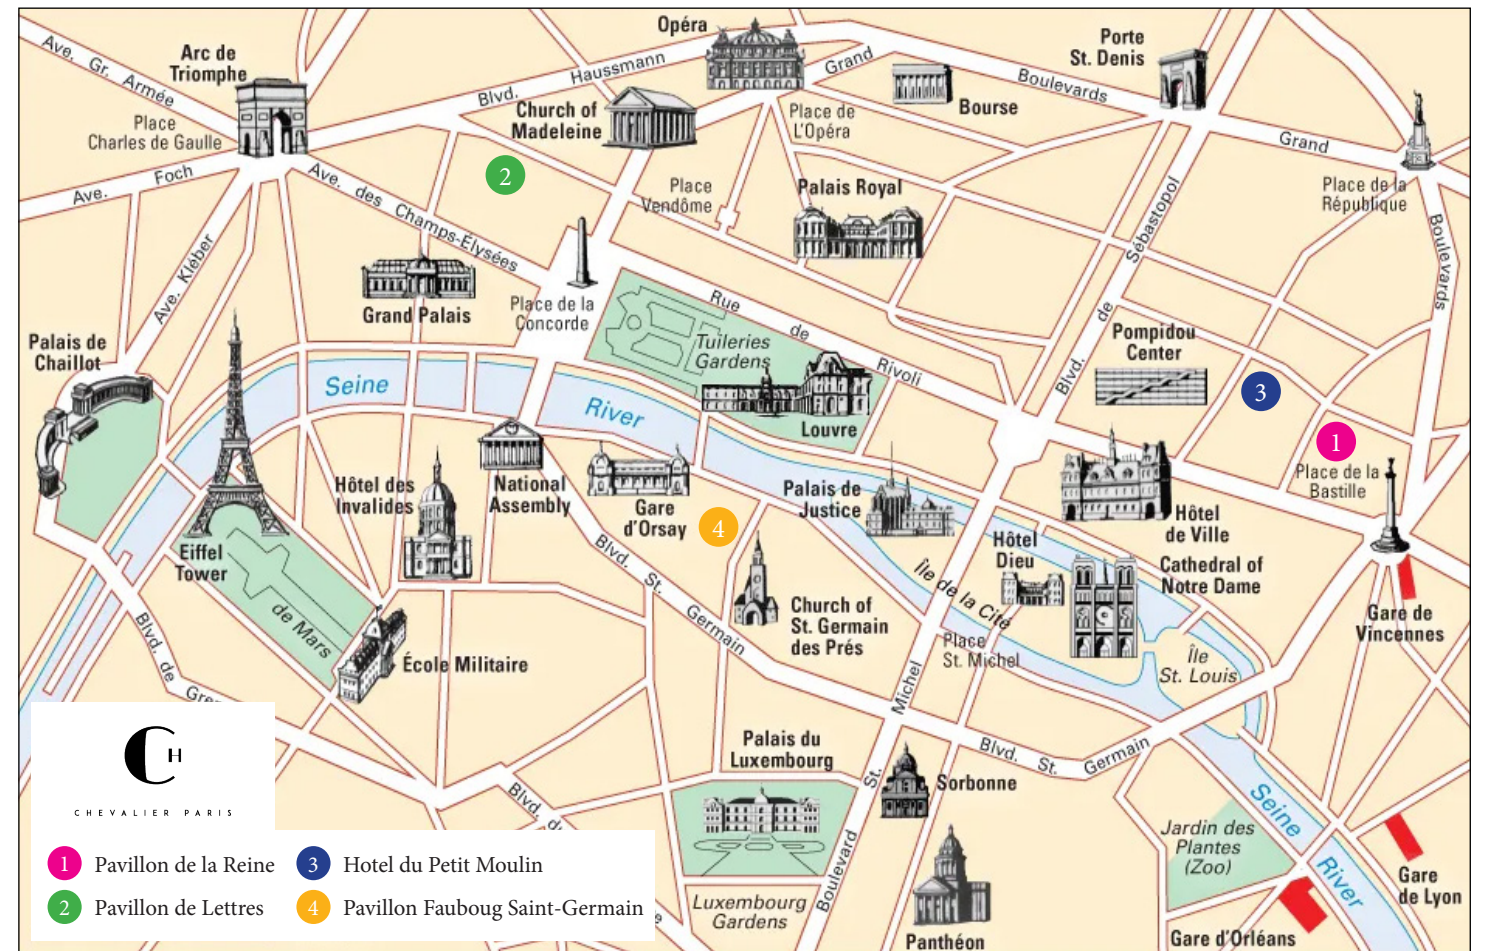 Opéra
Ave. Gr. Armée
Arc de
Triomphe
Place
Charles de Gaulle
Blvd. Haussmann
Grand
Boulevards
Porte
St. Denis
Church of
Madeleine
Place de
L'Opéra
Bourse
Grand
Ave. Foch
Ave. des Champs-Élysées
Place
Vendôme
Palais Royal
Place de la
République
Boulevards
2
Ave. Kléber
Grand Palais
Place de la
Concorde
Rue de Rivoli
Blvd. de Sébastopol
Palais de
Chaillot
Tuileries
Gardens
Pompidou
Center
Seine River
Louvre
3
1
Place de la
Bastille
Hôtel des
Invalides
National
Assembly
Gare
d'Orsay
4
Palais de
Justice
Hôtel
de Ville
Eiffel
Tower
Blvd. St. Germain
Hôtel
Dieu
Cathedral of
Notre Dame
Île de la Cité
de Mars
Church of
St. Germain
des Prés
Gare de
Vincennes
École Militaire
Place
St. Michel
Île
St. Louis
Blvd. de Gre
Boulevard St. Michel
Palais du
Luxembourg
Blvd. St. Germain
Sorbonne
Blvd.
Seine River
Jardin des
Plantes
(Zoo)
Luxembourg
Gardens
Panthéon
Gare
de Lyon
Gare d'Orléans
CH
CHEVALIER PARIS
1 Pavillon de la Reine
3 Hotel du Petit Moulin
2 Pavillon de Lettres
4 Pavillon Fauboug Saint-Germain